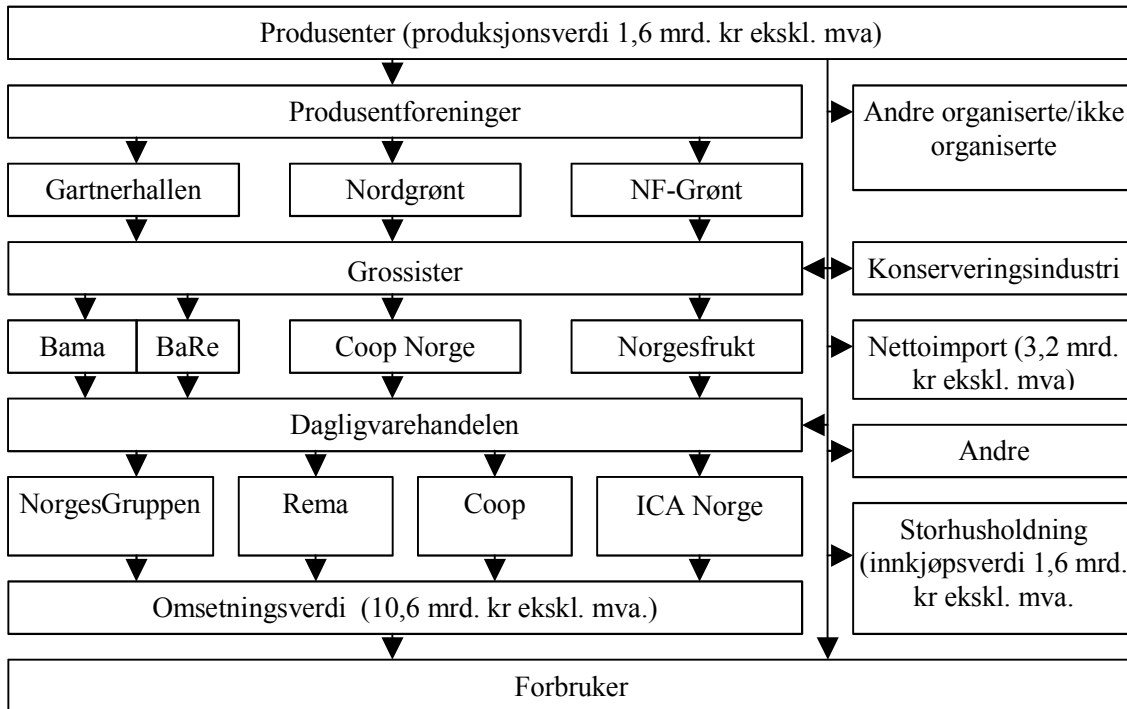 Produsenter (produksjonsverdi 1,6 mrd. kr ekskl. mva)
Produsentforeninger
Andre organiserte/ikke
organiserte
Gartnerhallen
Nordgrønt
NF-Grønt
Grossister
Konserveringsindustri
Bama
BaRe
Coop Norge
Norgesfrukt
Nettoimport (3,2 mrd.
kr ekskl. mva)
Dagligvarehandelen
Andre
NorgesGruppen
Rema
Coop
ICA Norge
Storhusholdning
(innkjøpsverdi 1,6 mrd.
kr ekskl. mva.
Omsetningsverdi (10,6 mrd. kr ekskl. mva.)
Forbruker